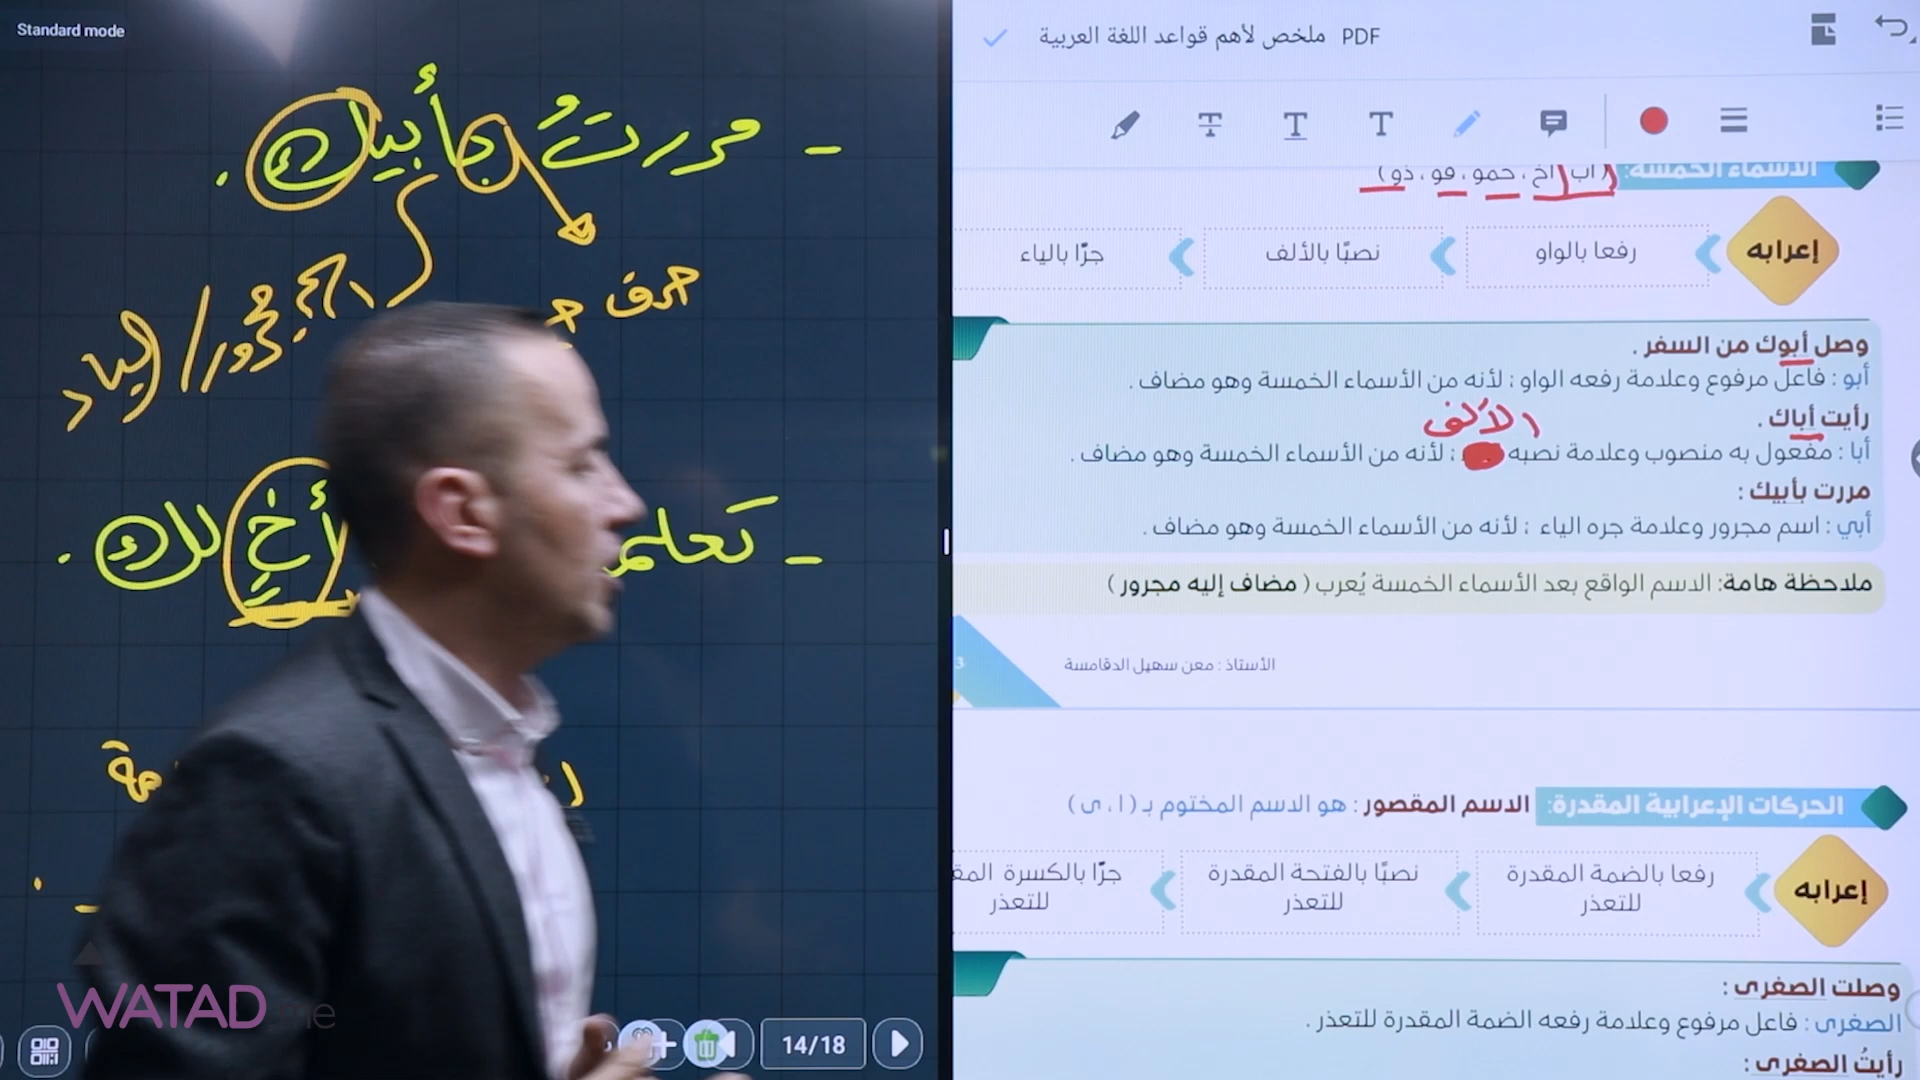 Standard mode
- مررتُ بأبيك .
حرف
اسم مجرور / الياء
- تعلم
أخٍ لك .
PDF ملخص لأهم قواعد اللغة العربية
الأسماء الخمسة: ( أب ، أخ ، حمو ، فو ، ذو )
إعرابه
رفعا بالواو
نصبًا بالألف
جرًّا بالياء
وصل أبوك من السفر .
أبو : فاعل مرفوع وعلامة رفعه الواو ؛ لأنه من الأسماء الخمسة وهو مضاف .
رأيت أباك .
الألف
أبا : مفعول به منصوب وعلامة نصبه ؛ لأنه من الأسماء الخمسة وهو مضاف .
مررت بأبيك :
أبي : اسم مجرور وعلامة جره الياء ؛ لأنه من الأسماء الخمسة وهو مضاف .
ملاحظة هامة: الاسم الواقع بعد الأسماء الخمسة يُعرب ( مضاف إليه مجرور )
الأستاذ : معن سهيل الدقامسة
3
الحركات الإعرابية المقدرة: الاسم المقصور : هو الاسم المختوم بـ ( ا ، ى )
إعرابه
رفعا بالضمة المقدرة للتعذر
نصبًا بالفتحة المقدرة للتعذر
جرًّا بالكسرة المق
للتعذر
وصلت الصغرى :
الصغرى : فاعل مرفوع وعلامة رفعه الضمة المقدرة للتعذر .
رأيتُ الصغرى :
WATAD
14/18